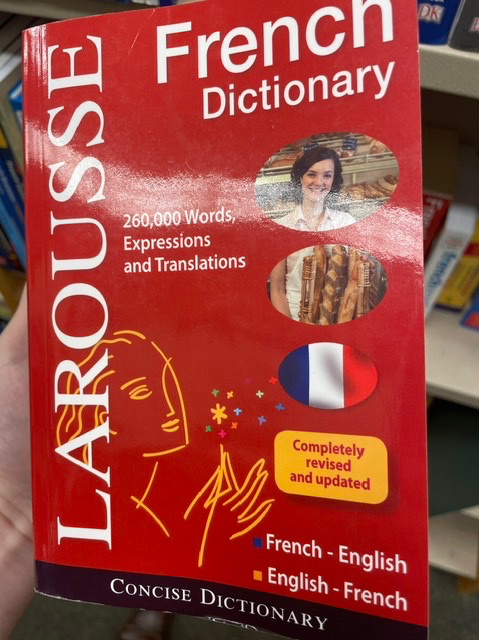 LAROUSSE
French
Dictionary
260,000 Words,
Expressions
and Translations
Completely
revised
and updated
French - English
English - French
CONCISE DICTIONARY